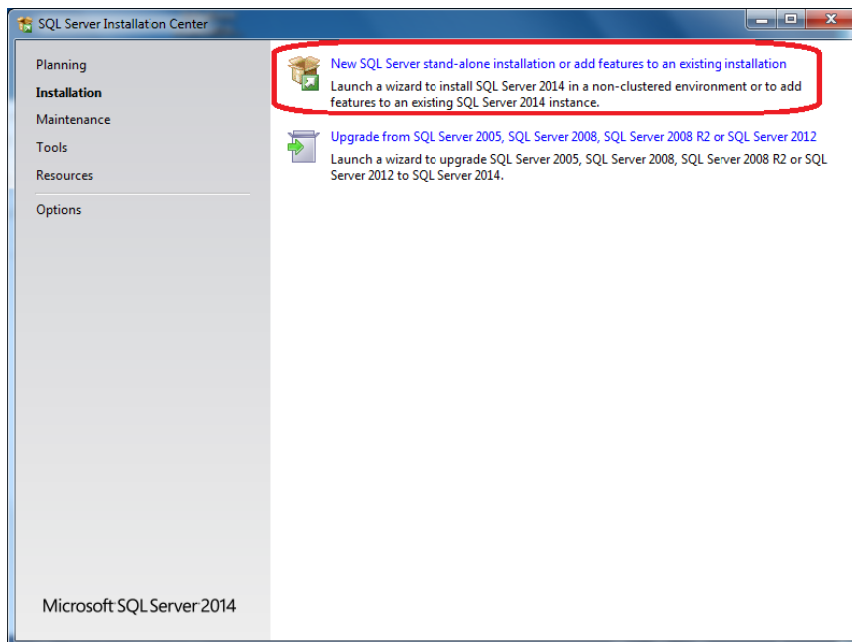 SQL Server Installation Center
Planning
Installation
Maintenance
Tools
Resources
Options
New SQL Server stand-alone installation or add features to an existing installation
Launch a wizard to install SQL Server 2014 in a non-clustered environment or to add
features to an existing SQL Server 2014 instance.
Upgrade from SQL Server 2005, SQL Server 2008, SQL Server 2008 R2 or SQL Server 2012
Launch a wizard to upgrade SQL Server 2005, SQL Server 2008, SQL Server 2008 R2 or SQL
Server 2012 to SQL Server 2014.
Microsoft SQL Server 2014